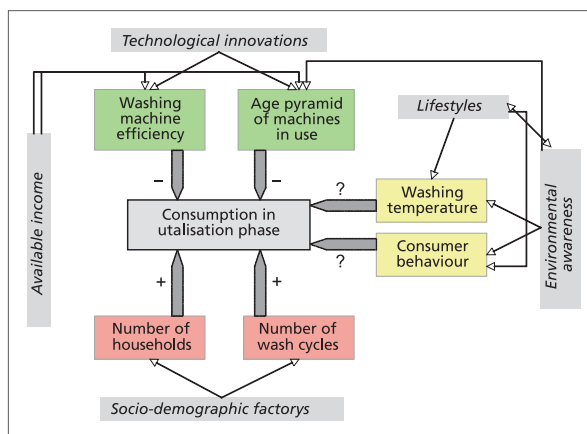 Technological innovations
Washing
machine
efficiency
Age pyramid
of machines
in use
Lifestyles
Available income
Environmental
awareness
–
–
?
Washing
temperature
Consumption in
utalisation phase
Consumer
behaviour
?
+
+
Number of
households
Number of
wash cycles
Socio-demographic factorys